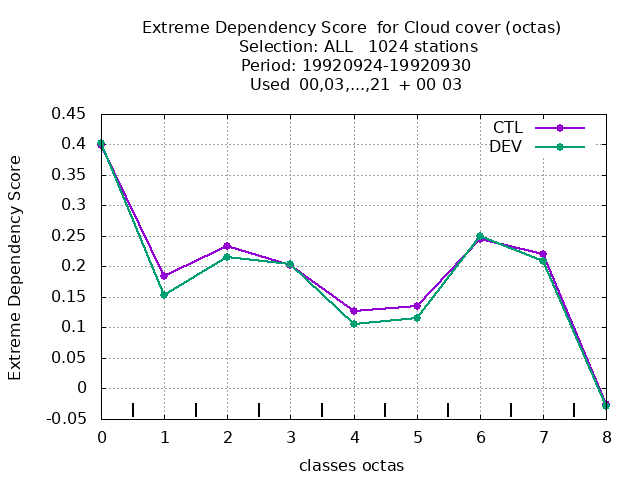 Extreme Dependency Score  for Cloud cover (octas)
Selection: ALL   1024 stations
Period: 19920924-19920930
Used  00,03,...,21  + 00 03
CTL
DEV
Extreme Dependency Score
0.45
0.4
0.35
0.3
0.25
0.2
0.15
0.1
0.05
0
-0.05
0 1 2 3 4 5 6 7 8
classes octas